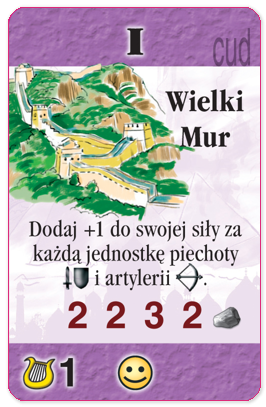 I
cud
Wielki
Mur
Dodaj +1 do swojej siły za
każdą jednostkę piechoty
i artylerii .
2 2 3 2
1